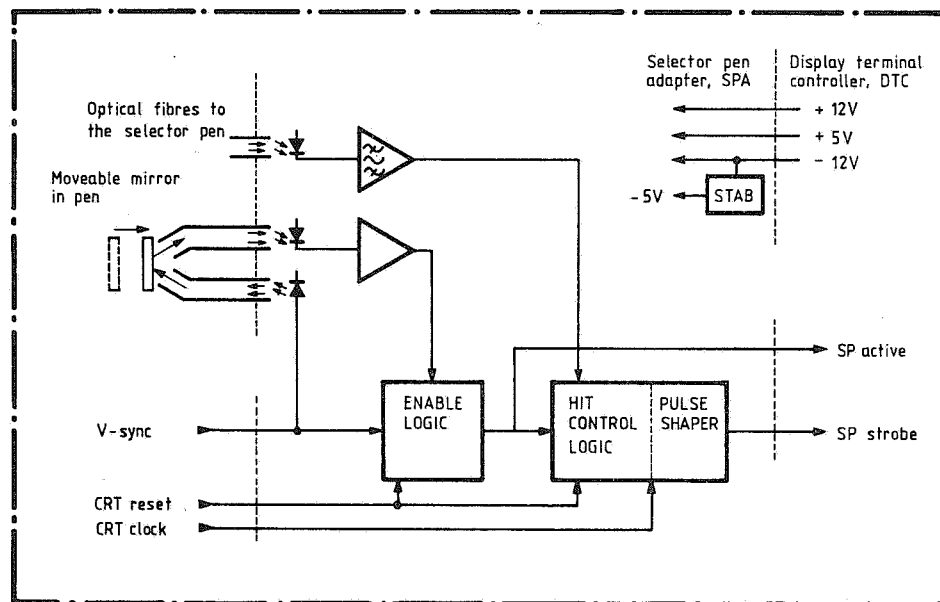 Selector pen
adapter, SPA
Display terminal
controller, DTC
+ 12V
+ 5V
- 12V
STAB
-5V
Optical fibres to
the selector pen
Moveable mirror
in pen
SP active
ENABLE
LOGIC
HIT
CONTROL
LOGIC
PULSE
SHAPER
V-sync
SP strobe
CRT reset
CRT clock